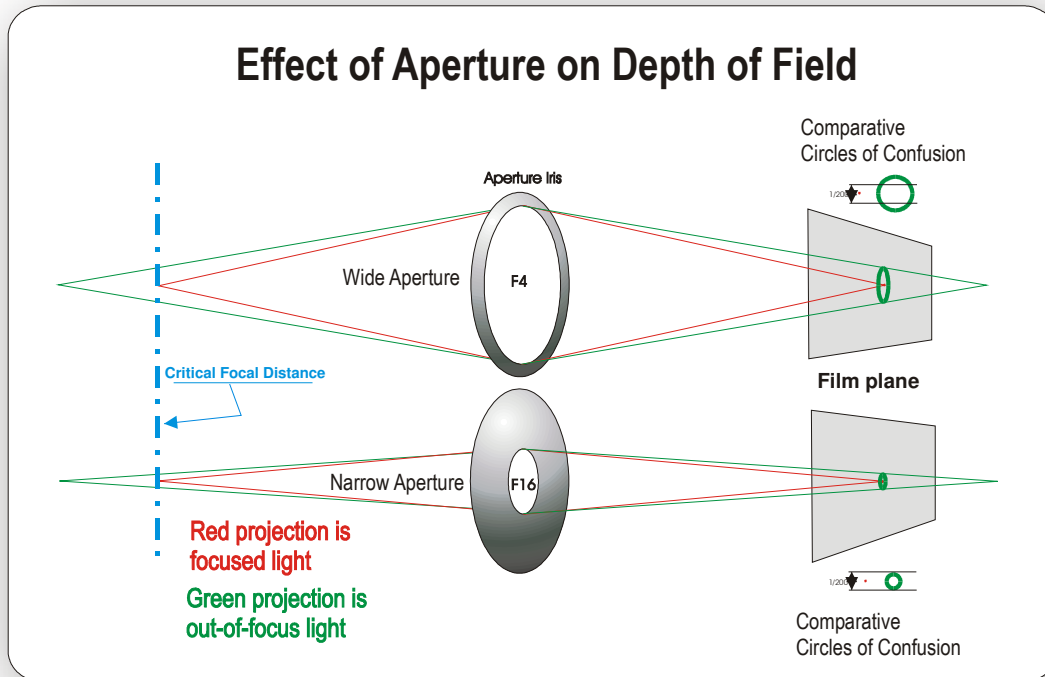 Effect of Aperture on Depth of Field
Comparative
Circles of Confusion
Aperture Iris
Wide Aperture
F4
Critical Focal Distance
Film plane
Narrow Aperture
F16
Red projection is
focused light
Green projection is
out-of-focus light
Comparative
Circles of Confusion